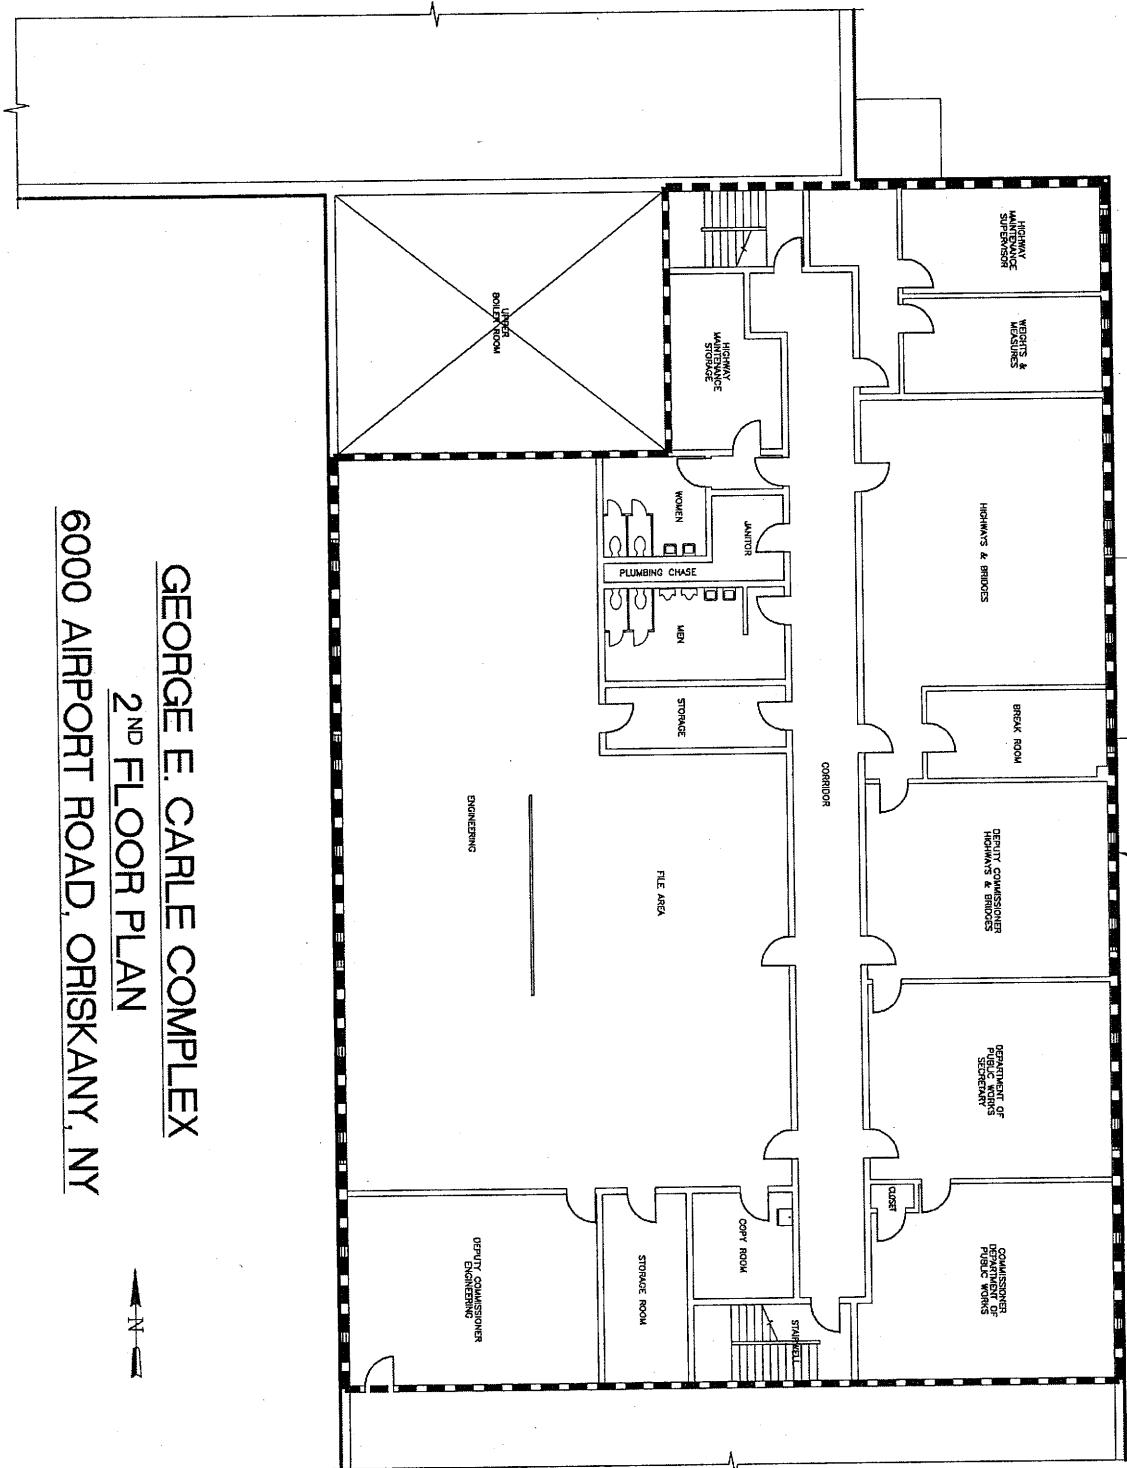 HIGHWAY
MAINTENANCE
SUPERVISOR
WEIGHTS &
MEASURES
HIGHWAYS & BRIDGES
BREAK ROOM
DEPUTY COMMISSIONER
HIGHWAYS & BRIDGES
DEPARTMENT OF
PUBLIC WORKS
SECRETARY
COMMISSIONER
DEPARTMENT OF
PUBLIC WORKS
CLOSET
CORRIDOR
STAIRWELL
HIGHWAY
MAINTENANCE
STORAGE
JANITOR
WOMEN
PLUMBING CHASE
MEN
STORAGE
FILE AREA
COPY ROOM
STORAGE ROOM
UPPER
BOILER ROOM
ENGINEERING
DEPUTY COMMISSIONER
ENGINEERING
GEORGE E. CARLE COMPLEX
2ND FLOOR PLAN
6000 AIRPORT ROAD, ORISKANY, NY
N